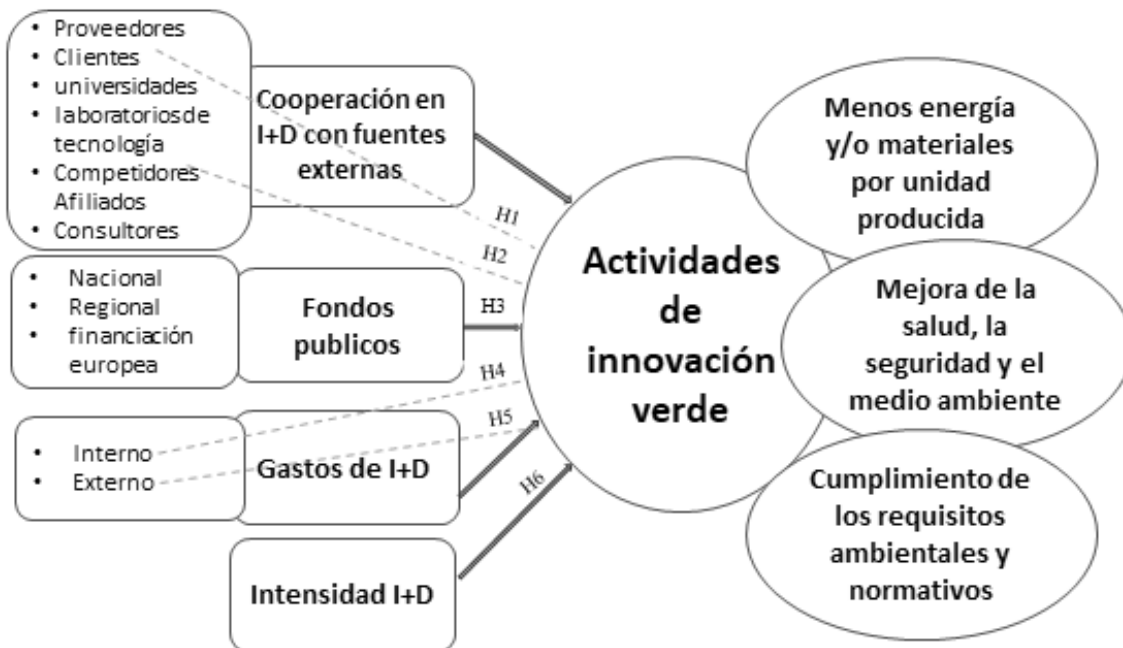 • Proveedores
• Clientes
• universidades
• laboratorios de
tecnología
• Competidores
Afiliados
• Consultores
Cooperación en
I+D con fuentes
externas
H1
H2
• Nacional
• Regional
• financiación
europea
Fondos
publicos
H3
• Interno
• Externo
Gastos de I+D
H4
H5
Intensidad I+D
H6
Actividades
de
innovación
verde
Menos energía
y/o materiales
por unidad
producida
Mejora de la
salud, la
seguridad y el
medio ambiente
Cumplimiento de
los requisitos
ambientales y
normativos